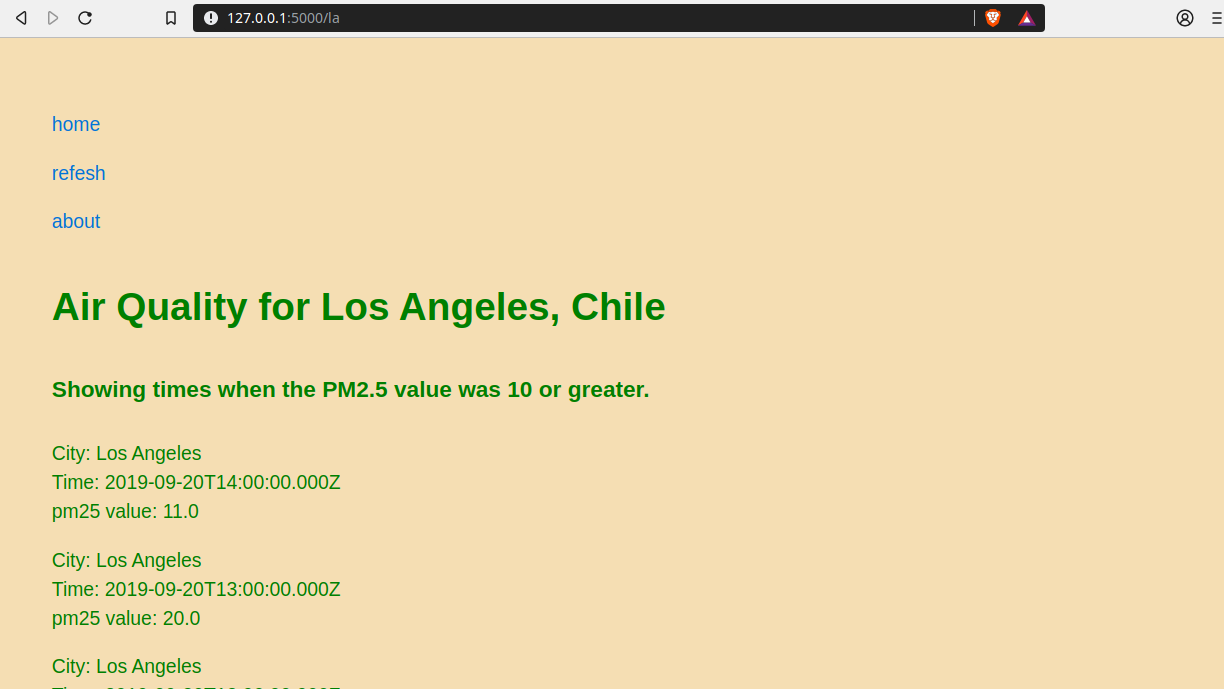 127.0.0.1:5000/la
home
refesh
about
Air Quality for Los Angeles, Chile
Showing times when the PM2.5 value was 10 or greater.
City: Los Angeles
Time: 2019-09-20T14:00:00.000Z
pm25 value: 11.0
City: Los Angeles
Time: 2019-09-20T13:00:00.000Z
pm25 value: 20.0
City: Los Angeles